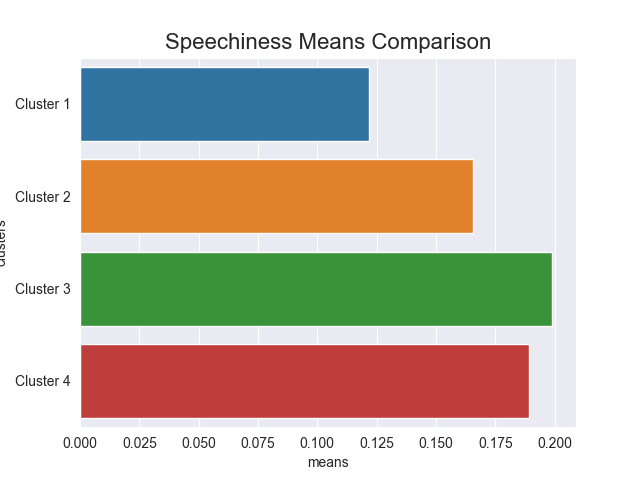 Speechiness Means Comparison
Cluster 1
Cluster 2
Cluster 3
Cluster 4
clusters
0.000 0.025 0.050 0.075 0.100 0.125 0.150 0.175 0.200
means